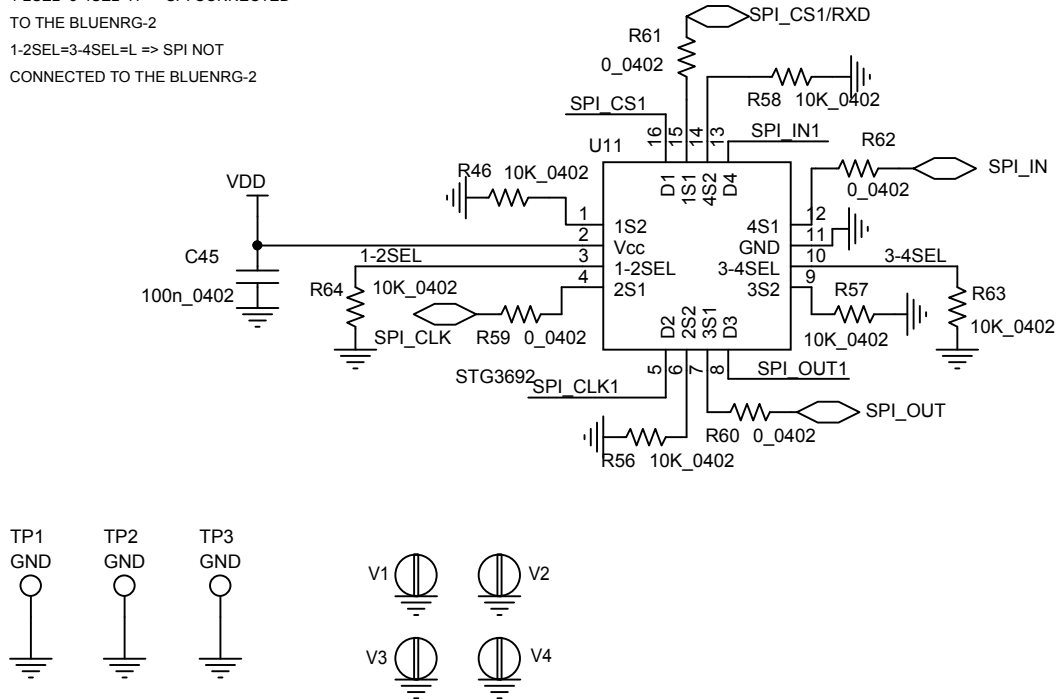 TO THE BLUENRG-2
1-2SEL=3-4SEL=L => SPI NOT
CONNECTED TO THE BLUENRG-2
SPI_CS1/RXD
R61
0_0402
R58 10K_0402
SPI_CS1
16
15
14
13
SPI_IN1
U11
R62
0_0402
SPI_IN
D1
1S1
4S2
D4
R46 10K_0402
VDD
1
1S2
2
Vcc
3
1-2SEL
4
2S1
4S1
12
GND
11
3-4SEL
10
3S2
9
1-2SEL
3-4SEL
C45
100n_0402
R64
10K_0402
SPI_CLK
R59 0_0402
R57
10K_0402
R63
10K_0402
D2
2S2
3S1
D3
5
6
7
8
STG3692
SPI_CLK1
SPI_OUT1
SPI_OUT
R60 0_0402
R56 10K_0402
TP1
GND
TP2
GND
TP3
GND
V1
V2
V3
V4